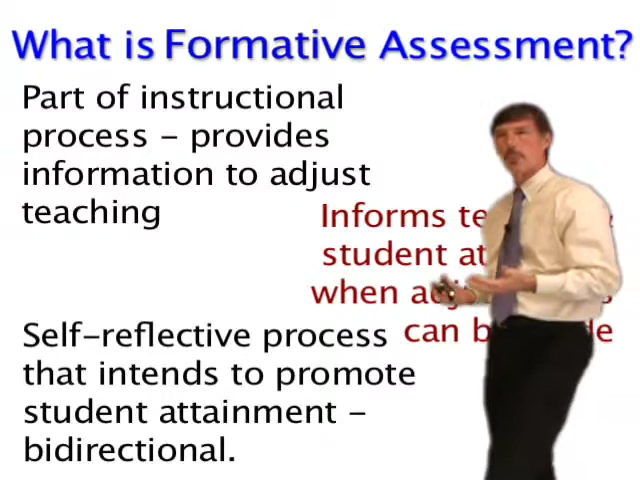 What is Formative Assessment?
Part of instructional
process – provides
information to adjust
teaching
Informs
student
when
can
Self-reflective process
that intends to promote
student attainment –
bidirectional.